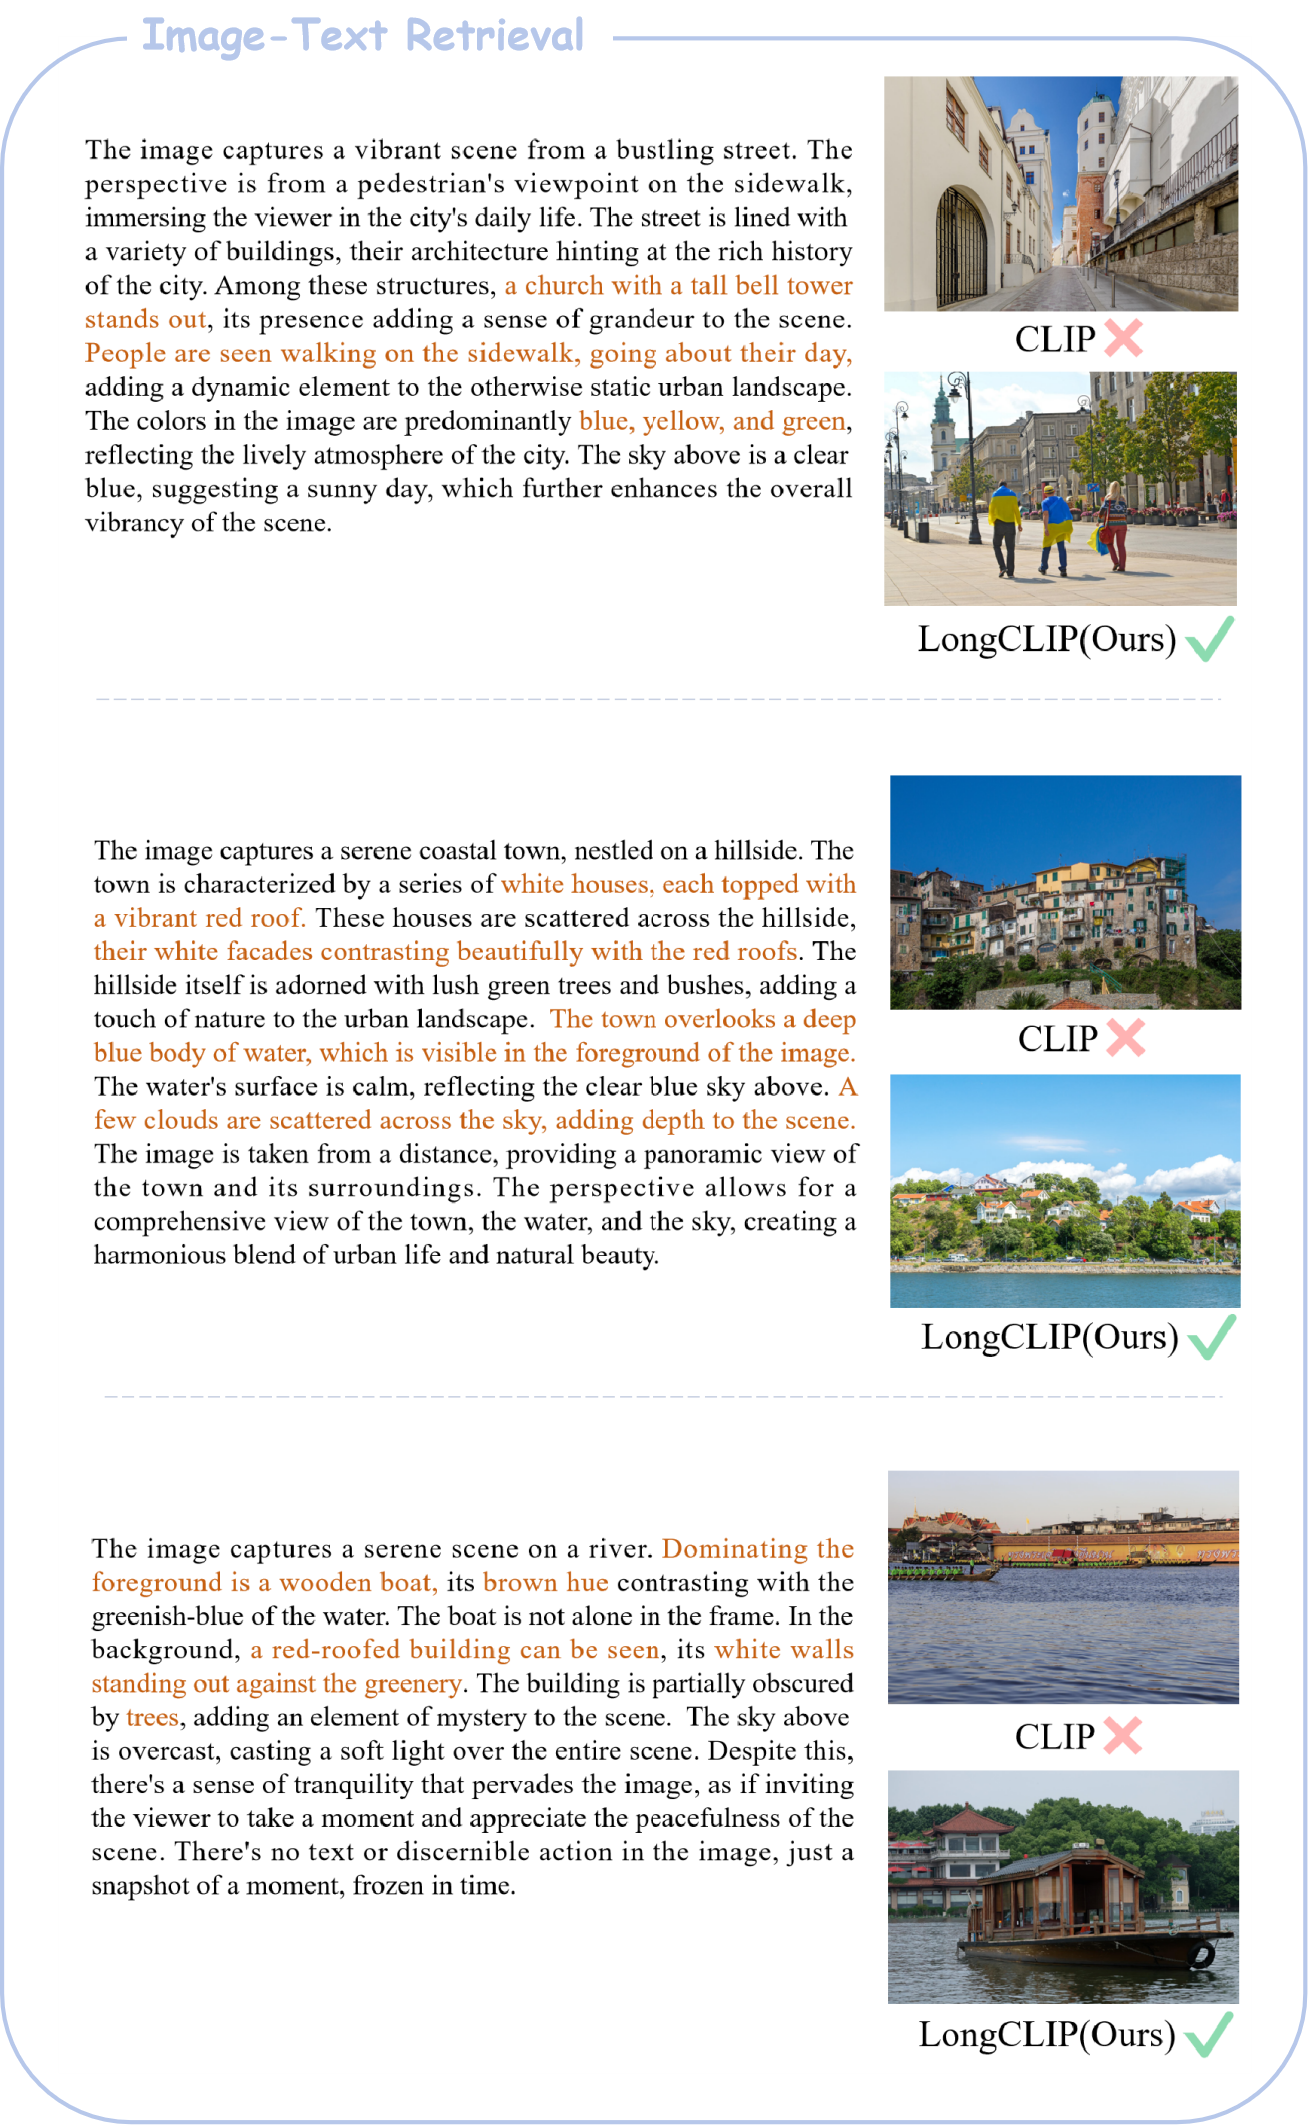 Image-Text Retrieval
The image captures a vibrant scene from a bustling street. The
perspective is from a pedestrian's viewpoint on the sidewalk,
immersing the viewer in the city's daily life. The street is lined with
a variety of buildings, their architecture hinting at the rich history
of the city. Among these structures, a church with a tall bell tower
stands out, its presence adding a sense of grandeur to the scene.
People are seen walking on the sidewalk, going about their day,
adding a dynamic element to the otherwise static urban landscape.
The colors in the image are predominantly blue, yellow, and green,
reflecting the lively atmosphere of the city. The sky above is a clear
blue, suggesting a sunny day, which further enhances the overall
vibrancy of the scene.
CLIP
LongCLIP(Ours)
The image captures a serene coastal town, nestled on a hillside. The
town is characterized by a series of white houses, each topped with
a vibrant red roof. These houses are scattered across the hillside,
their white facades contrasting beautifully with the red roofs. The
hillside itself is adorned with lush green trees and bushes, adding a
touch of nature to the urban landscape. The town overlooks a deep
blue body of water, which is visible in the foreground of the image.
The water's surface is calm, reflecting the clear blue sky above. A
few clouds are scattered across the sky, adding depth to the scene.
The image is taken from a distance, providing a panoramic view of
the town and its surroundings. The perspective allows for a
comprehensive view of the town, the water, and the sky, creating a
harmonious blend of urban life and natural beauty.
CLIP
LongCLIP(Ours)
The image captures a serene scene on a river. Dominating the
foreground is a wooden boat, its brown hue contrasting with the
greenish-blue of the water. The boat is not alone in the frame. In the
background, a red-roofed building can be seen, its white walls
standing out against the greenery. The building is partially obscured
by trees, adding an element of mystery to the scene. The sky above
is overcast, casting a soft light over the entire scene. Despite this,
there's a sense of tranquility that pervades the image, as if inviting
the viewer to take a moment and appreciate the peacefulness of the
scene. There's no text or discernible action in the image, just a
snapshot of a moment, frozen in time.
CLIP
LongCLIP(Ours)